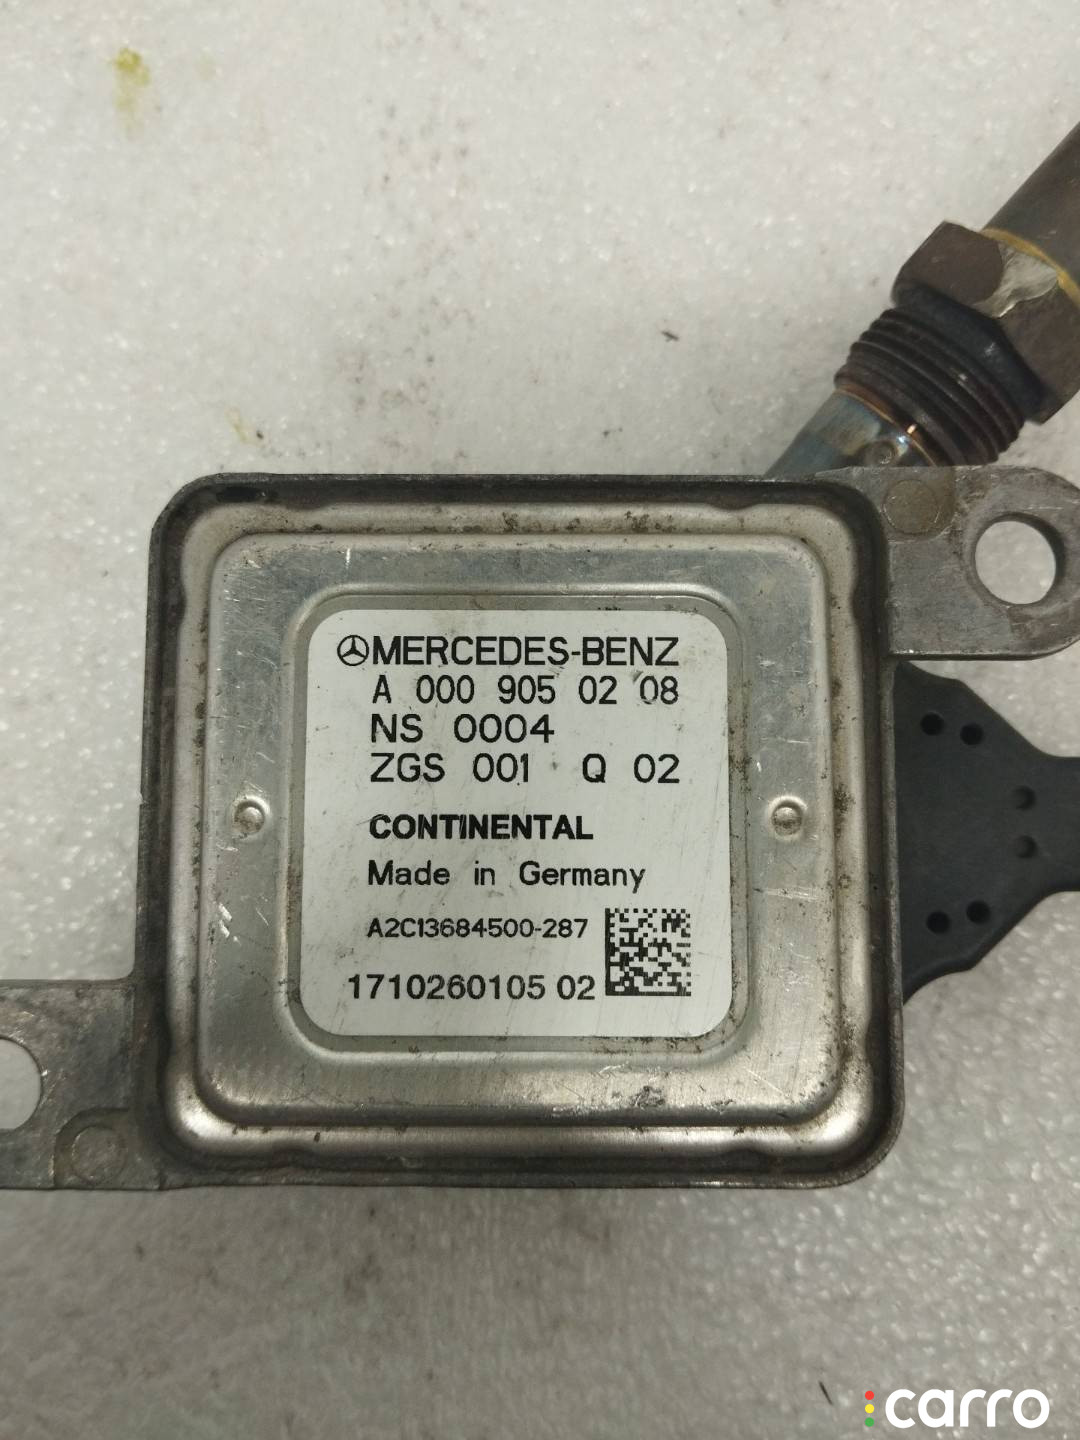 MERCEDES-BENZ
A 000 905 02 08
NS 0004
ZGS 001 Q 02
CONTINENTAL
Made in Germany
A2C13684500-287
1710260105 02
carro